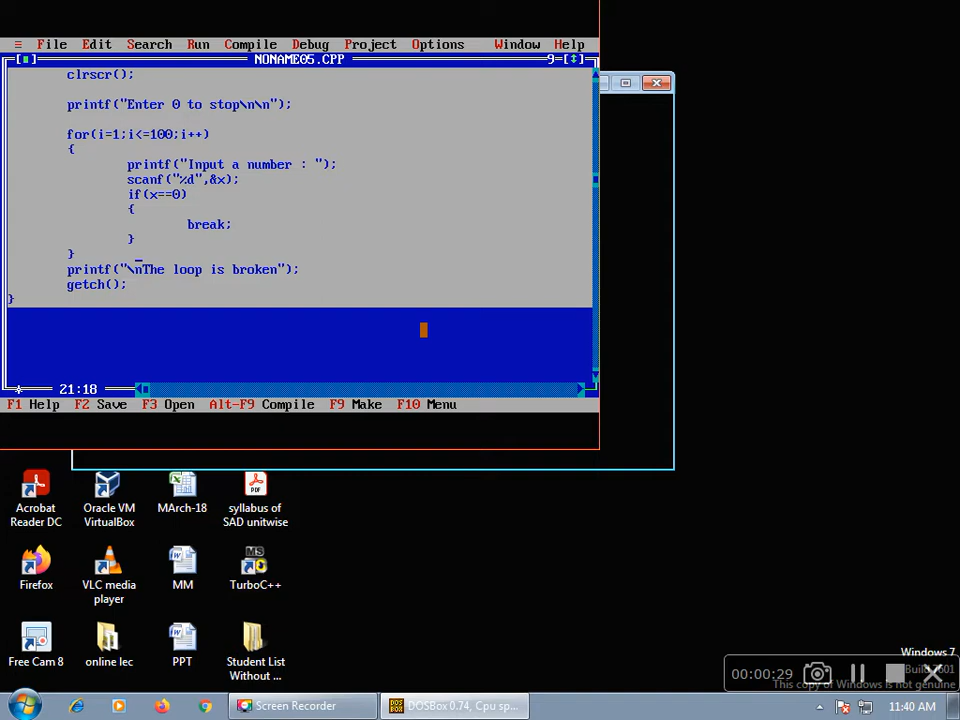 ≡ File Edit Search Run Compile Debug Project Options Window Help
[■] NONAME05.CPP 9=[↕]
clrscr();
printf("Enter 0 to stop\n\n");
for(i=1;i<=100;i++)
{
printf("Input a number : ");
scanf("%d",&x);
if(x==0)
{
break;
}
}
printf("\nThe loop is broken");
getch();
}
* 21:18
F1 Help F2 Save F3 Open Alt-F9 Compile F9 Make F10 Menu
Acrobat Reader DC
Oracle VM VirtualBox
MArch-18
PDF
syllabus of SAD unitwise
Firefox
VLC media player
MM
MS
TurboC++
Free Cam 8
online lec
PPT
Student List Without ...
00:00:29
Windows 7
Build 7601
This copy of Windows is not genuine
Screen Recorder
DOSBox 0.74, Cpu sp...
11:40 AM